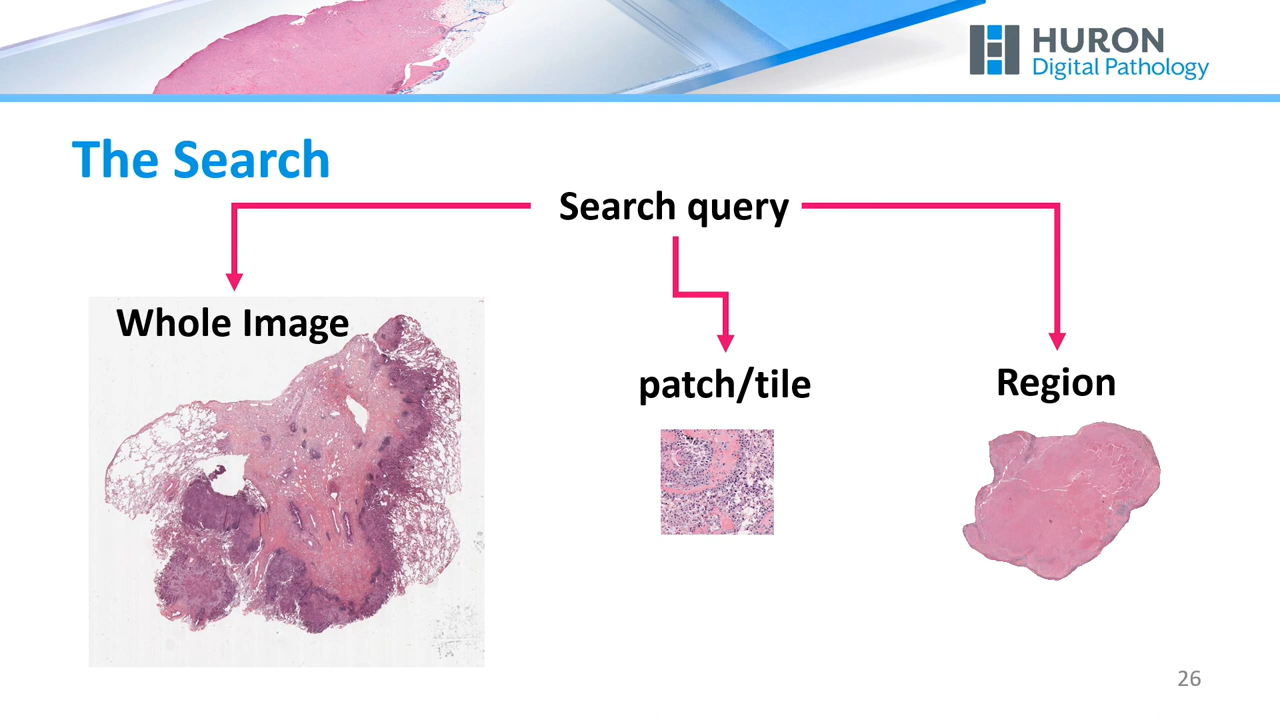 HURON
Digital Pathology
The Search
Search query
Whole Image
patch/tile
Region
26